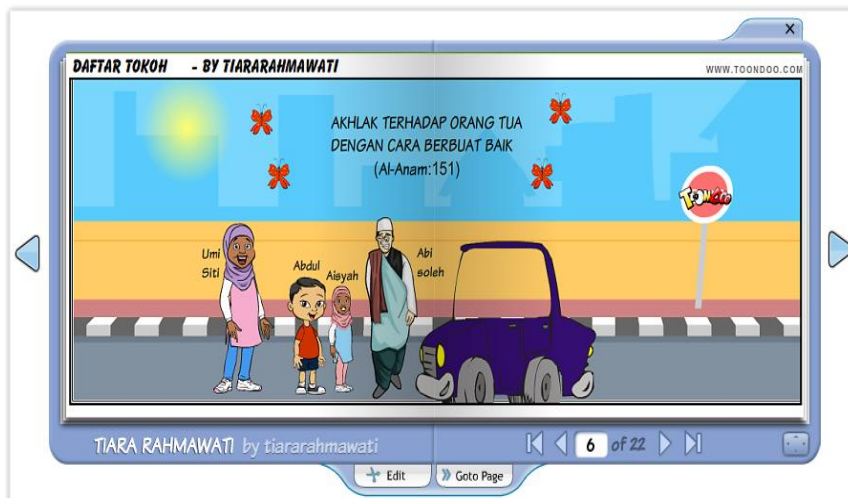 X
DAFTAR TOKOH - BY TIARARAHMAWATI
WWW.TOONDOO.COM
AKHLAK TERHADAP ORANG TUA
DENGAN CARA BERBUAT BAIK
(Al-Anam:151)
TOONDOO
Umi
Siti
Abdul
Aisyah
Abi
soleh
TIARA RAHMAWATI by tiararahmawati
6 of 22
Edit
Goto Page